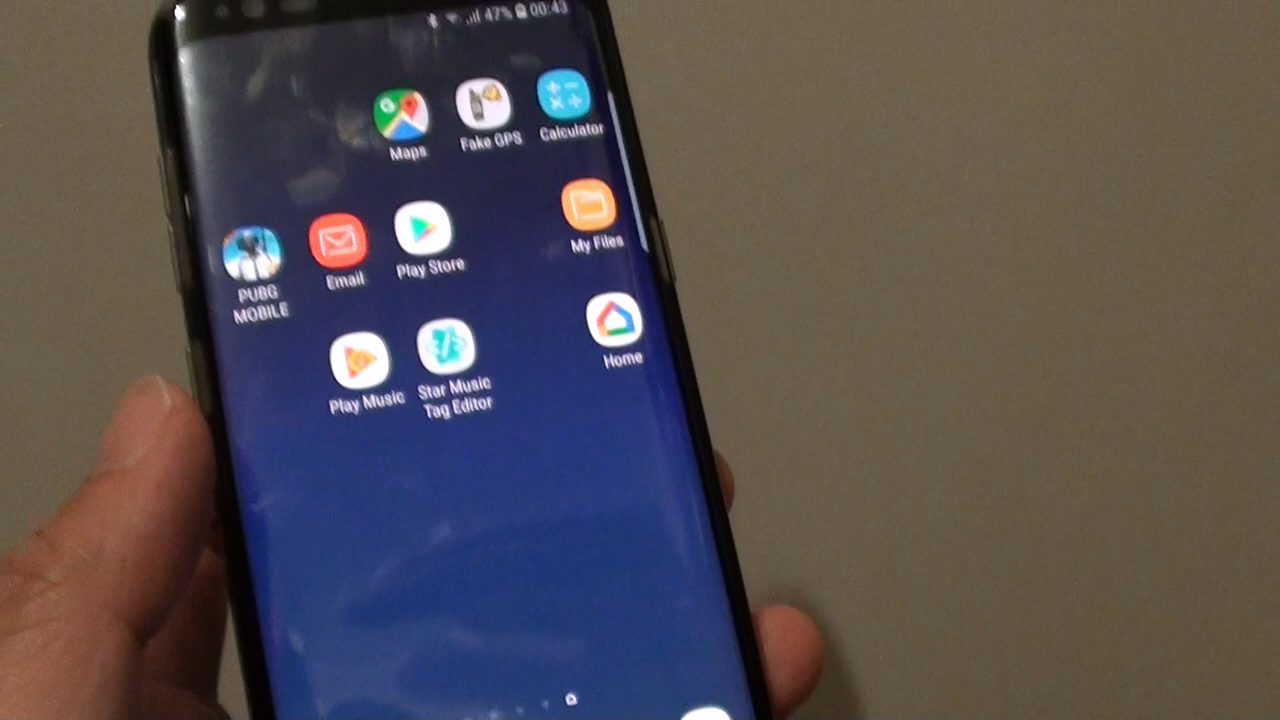 47% 00:43
Maps
Fake GPS
Calculator
PUBG
MOBILE
Email
Play Store
My Files
Play Music
Star Music
Tag Editor
Home